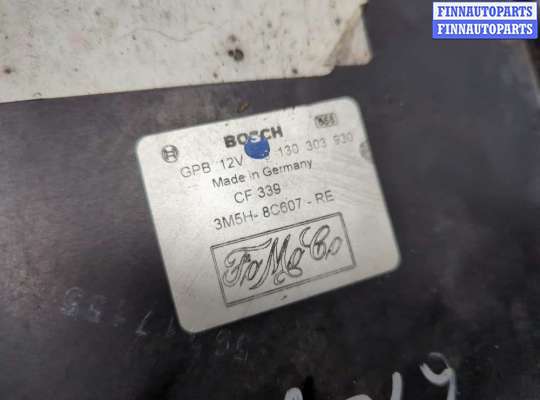 FINNAUTOPARTS
FINNAUTOPARTS
BOSCH
GPB 12V 130 303 930
Made in Germany
CF 339
3M5H-8C607-RE
FoMoCo